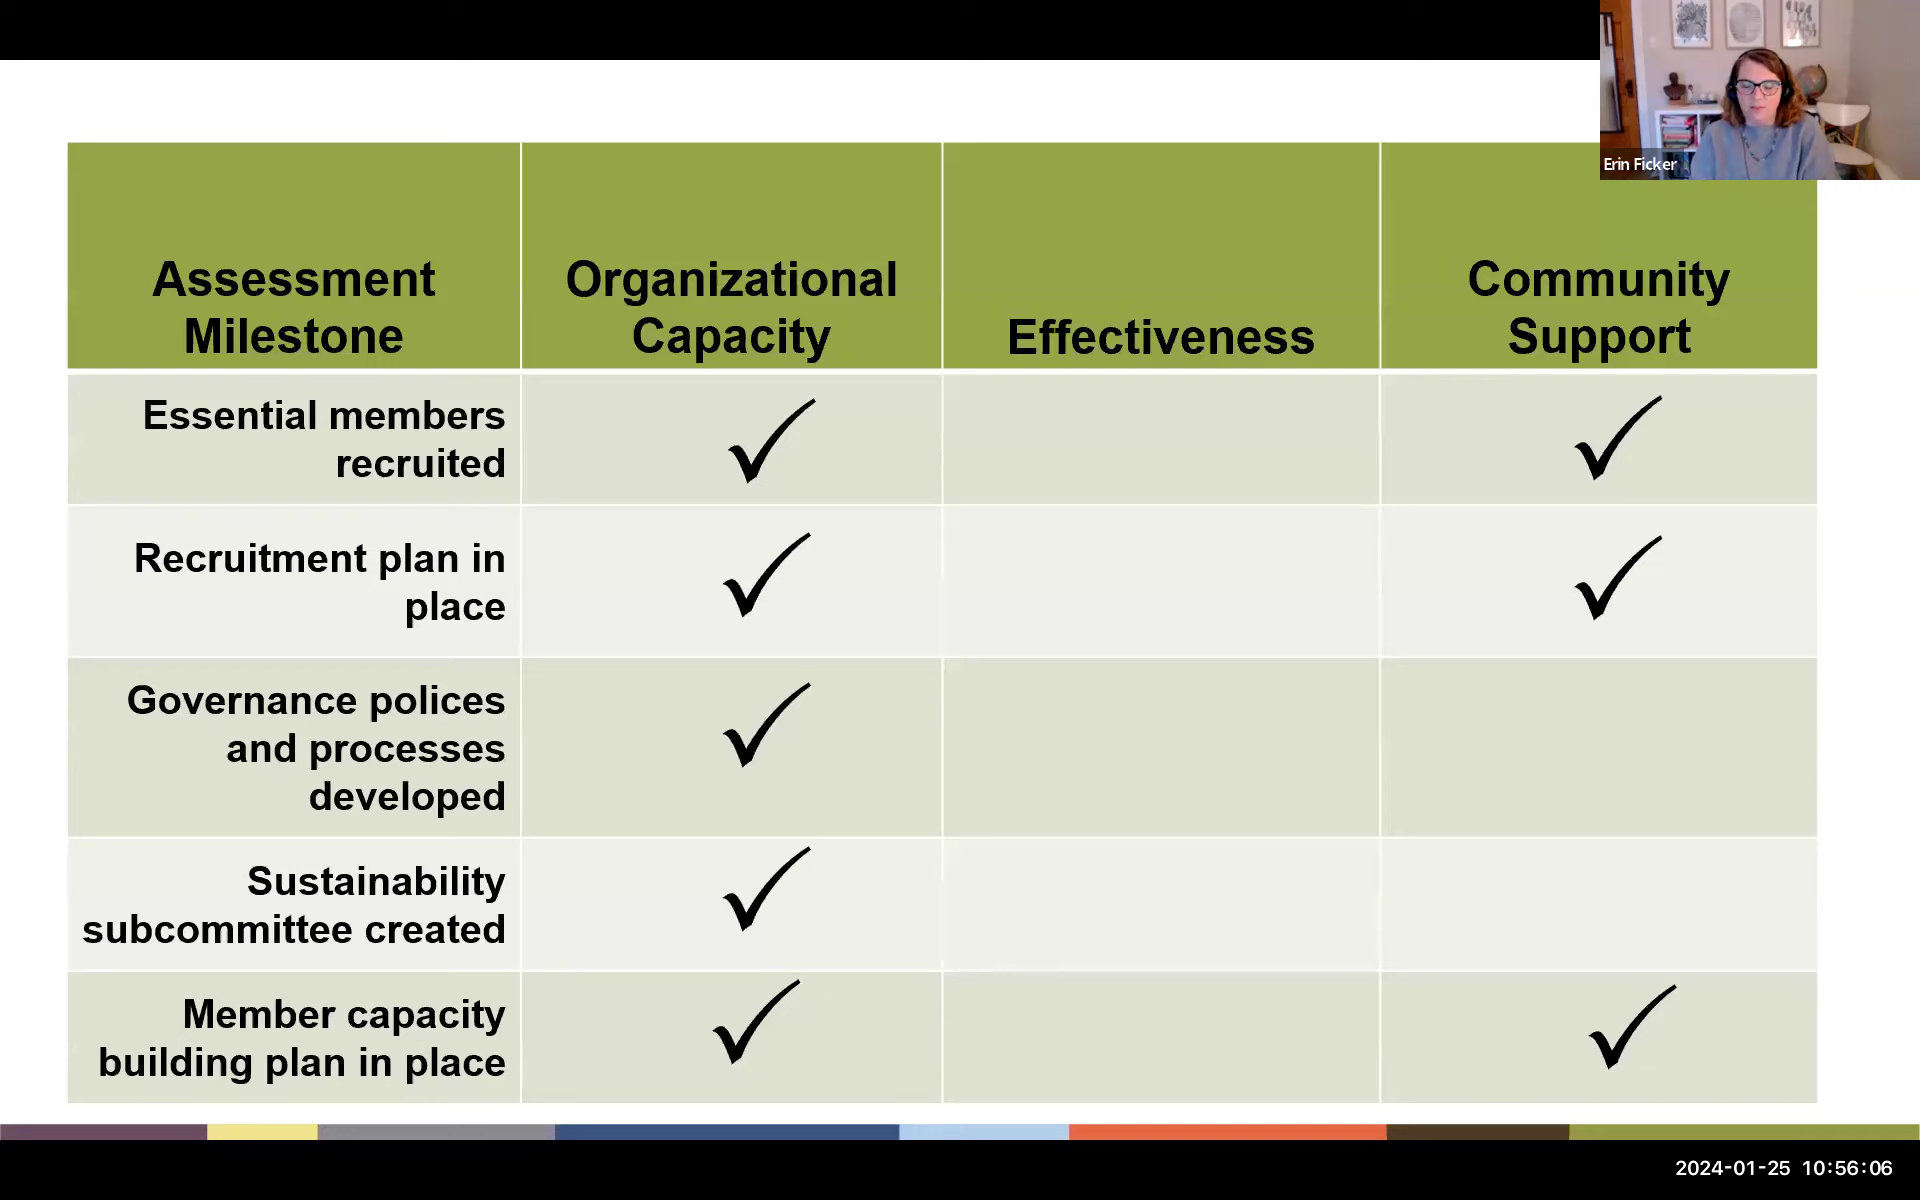 Erin Ficker
Assessment
Milestone
Organizational
Capacity
Effectiveness
Community
Support
Essential members
recruited
Recruitment plan in
place
Governance polices
and processes
developed
Sustainability
subcommittee created
Member capacity
building plan in place
2024-01-25 10:56:06